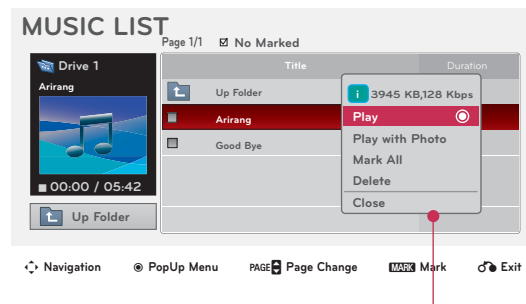 MUSIC LIST
Page 1/1 No Marked
Drive 1
Arirang
00:00 / 05:42
Up Folder
Title Duration
Up Folder
Arirang
Good Bye
i 3945 KB,128 Kbps
Play
Play with Photo
Mark All
Delete
Close
Navigation PopUp Menu PAGE Page Change MARK Mark Exit